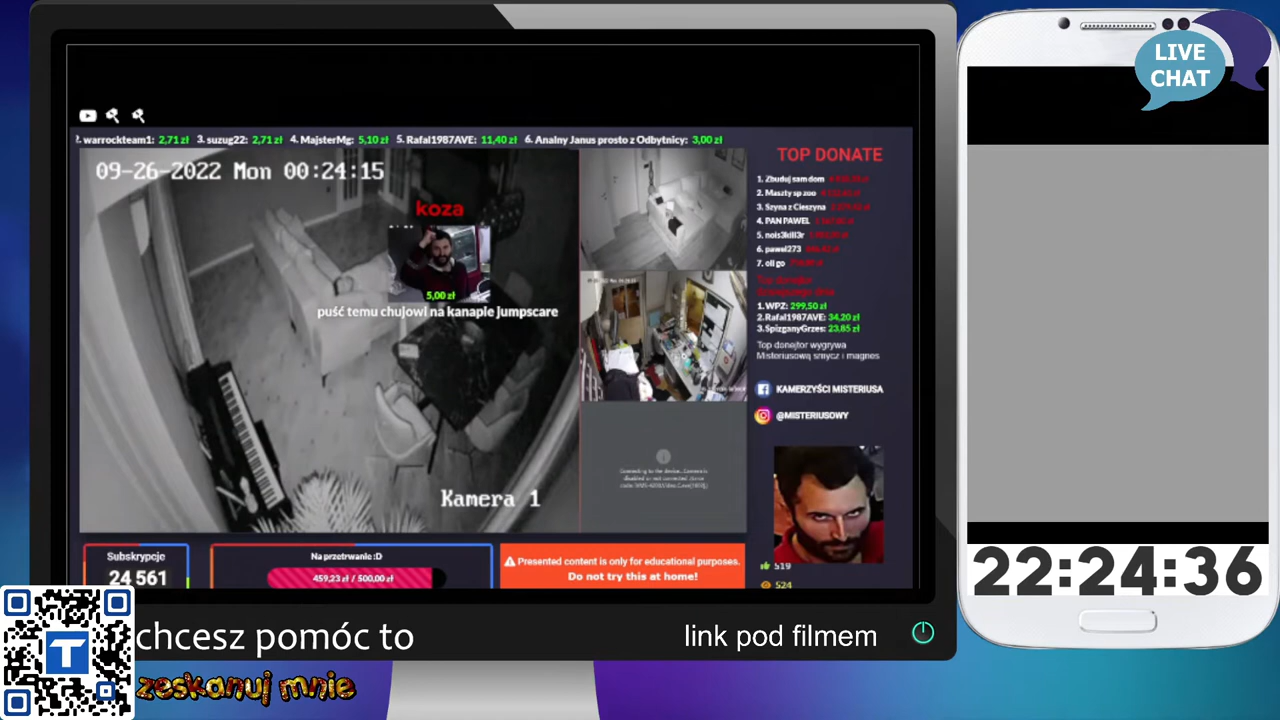 LIVE
CHAT
2. warrockteam1: 2,71 zł 3. suzug22: 2,71 zł 4. MajsterMg: 5,10 zł 5. Rafal1987AVE: 11,40 zł 6. Analny Janus prosto z Odbytnicy: 3,00 zł
09-26-2022 Mon 00:24:15
koza
5,00 zł
puść temu chujowi na kanapie jumpscare
Kamera 1
TOP DONATE
1. Zbuduj sam dom
2. Maszty sp zoo
3. Szyna z Cieszyna
4. PAN PAWEL
5. nois3kill3r
6. pawel273
7. oli go
1.WPZ: 299,50 zł
2.Rafal1987AVE: 34,20 zł
3.SpizganyGrzes: 23,85 zł
Top donejtor wygrywa
Misteriusową smycz i magnes
KAMERZYŚCI MISTERIUSA
@MISTERIUSOWY
519
524
Subskrypcje
24 561
Na przetrwanie :D
459,23 zł / 500,00 zł
Presented content is only for educational purposes.
Do not try this at home!
22:24:36
chcesz pomóc to
link pod filmem
T
zeskanuj mnie